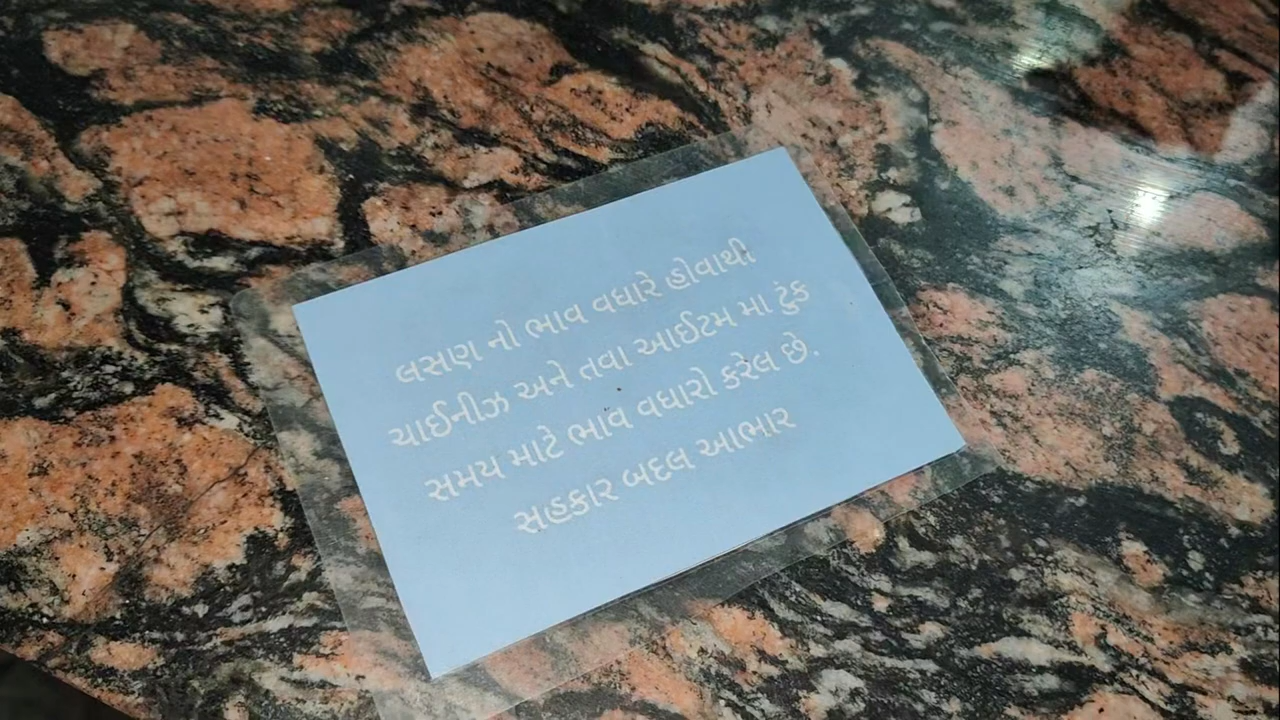 લસણ નો ભાવ વધારે હોવાથી
ચાઈનીઝ અને તવા આઈટમ મા ટુંક
સમય માટે ભાવ વધારો કરેલ છે.
સહકાર બદલ આભાર